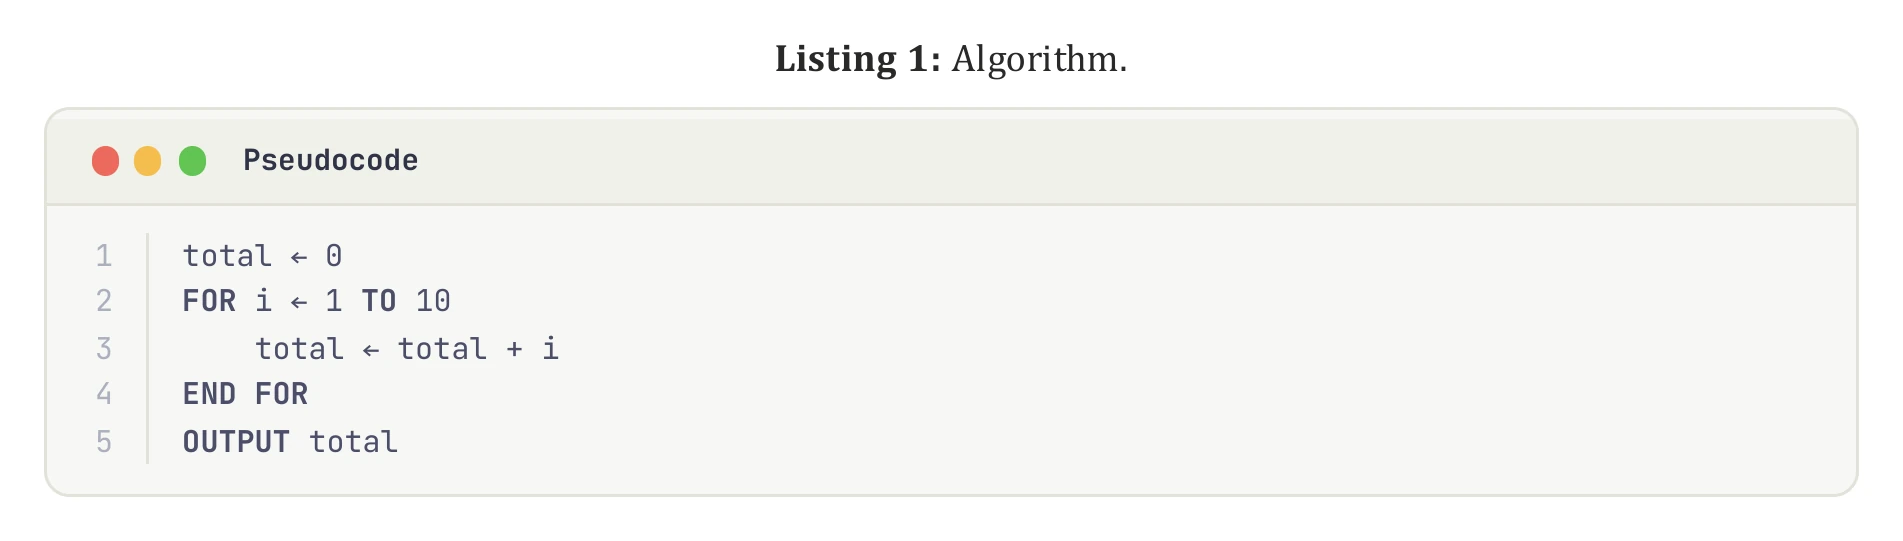 Listing 1: Algorithm.
Pseudocode
1 total ← 0
2 FOR i ← 1 TO 10
3     total ← total + i
4 END FOR
5 OUTPUT total